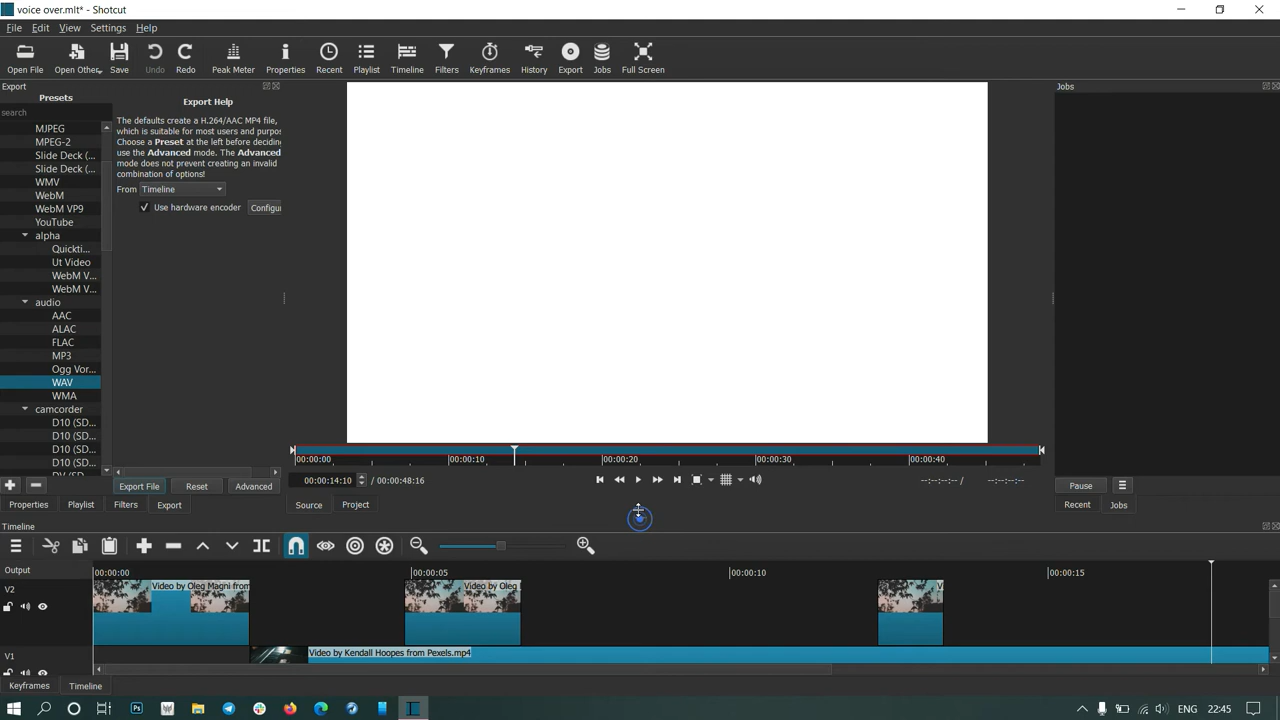 voice over.mlt* - Shotcut
File Edit View Settings Help
Open File Open Other.. Save Undo Redo Peak Meter Properties Recent Playlist Timeline Filters Keyframes History Export Jobs Full Screen
Export
Presets
search
MJPEG
MPEG-2
Slide Deck (...
Slide Deck (...
WMV
WebM
WebM VP9
YouTube
alpha
Quickti...
Ut Video
WebM V...
WebM V...
audio
AAC
ALAC
FLAC
MP3
Ogg Vor...
WAV
WMA
camcorder
D10 (SD...
D10 (SD...
D10 (SD...
D10 (SD...
Export Help
The defaults create a H.264/AAC MP4 file,
which is suitable for most users and purpos
Choose a Preset at the left before deciding
use the Advanced mode. The Advanced
mode does not prevent creating an invalid
combination of options!
From Timeline
Use hardware encoder Configur
Export File Reset Advanced
Properties Playlist Filters Export
00:00:00 00:00:10 00:00:20 00:00:30 00:00:40
00:00:14:10 / 00:00:48:16
--:--:--:-- / --:--:--:--
Source Project
Jobs
Pause
Recent Jobs
Timeline
Output
00:00:00 00:00:05 00:00:10 00:00:15
V2
Video by Oleg Magni from
Video by Oleg
V
V1
Video by Kendall Hoopes from Pexels.mp4
Keyframes Timeline
Ps
ENG 22:45